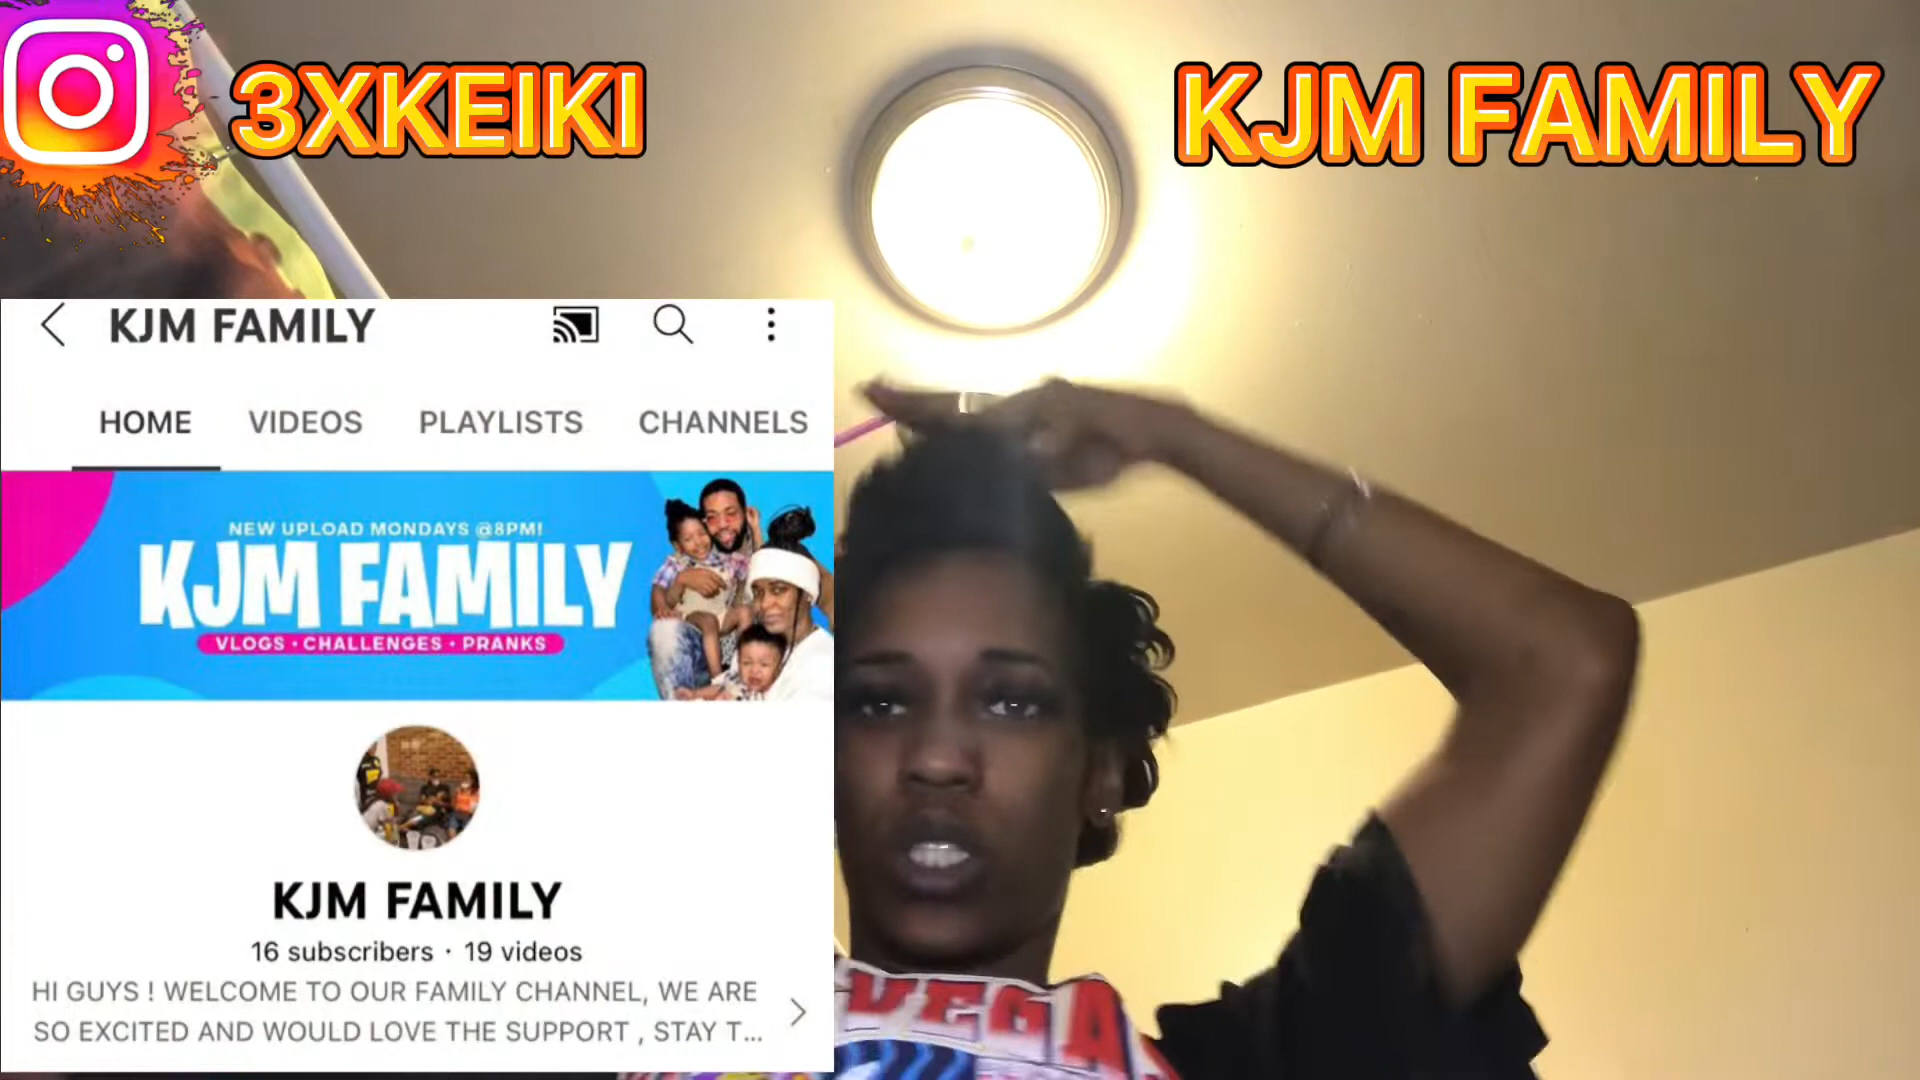 3XKEIKI
KJM FAMILY
KJM FAMILY
HOME VIDEOS PLAYLISTS CHANNELS
NEW UPLOAD MONDAYS @8PM!
KJM FAMILY
VLOGS • CHALLENGES • PRANKS
KJM FAMILY
16 subscribers · 19 videos
HI GUYS ! WELCOME TO OUR FAMILY CHANNEL, WE ARE
SO EXCITED AND WOULD LOVE THE SUPPORT , STAY T...